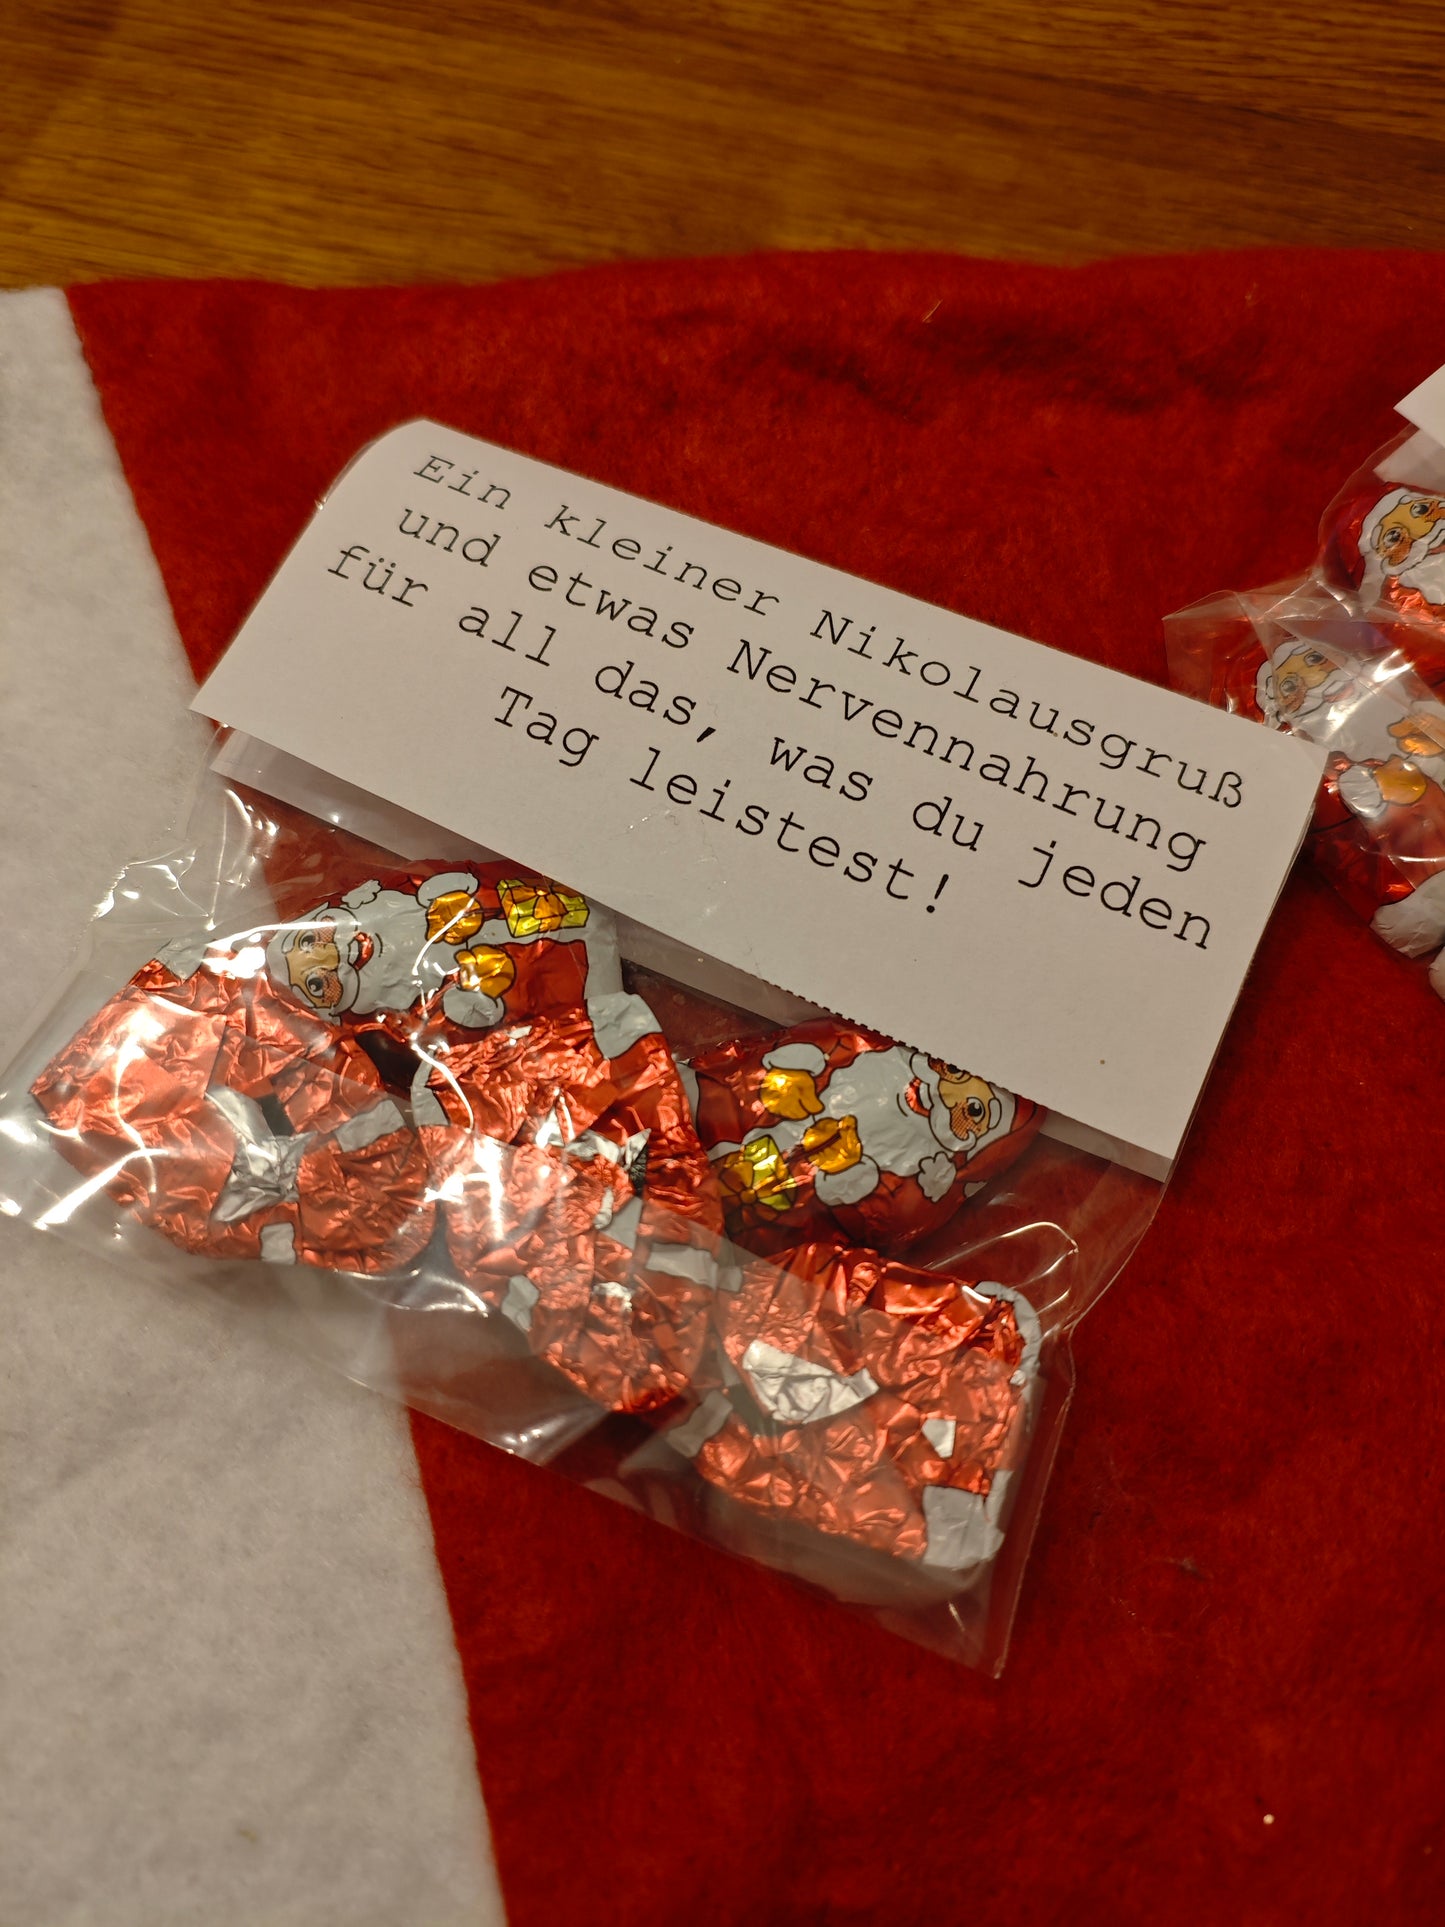 Ein kleiner Nikolausgruß
und etwas Nervennahrung
für all das, was du jeden
Tag leistest!